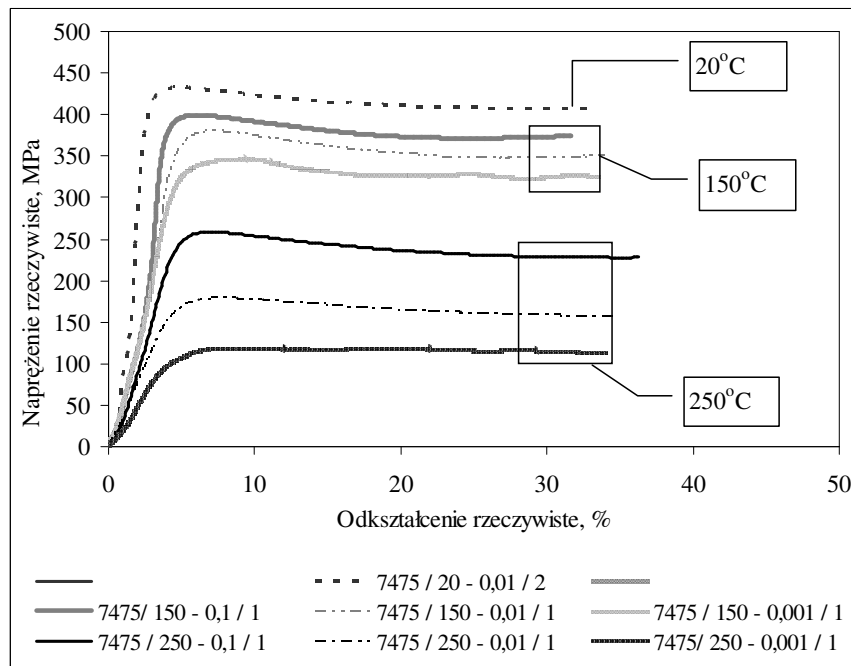 Naprężenie rzeczywiste, MPa
500
450
400
350
300
250
200
150
100
50
0
0 10 20 30 40 50
Odkształcenie rzeczywiste, %
20°C
150°C
250°C
7475 / 20 - 0,01 / 2
7475/ 150 - 0,1 / 1 7475 / 150 - 0,01 / 1 7475 / 150 - 0,001 / 1
7475 / 250 - 0,1 / 1 7475 / 250 - 0,01 / 1 7475/ 250 - 0,001 / 1